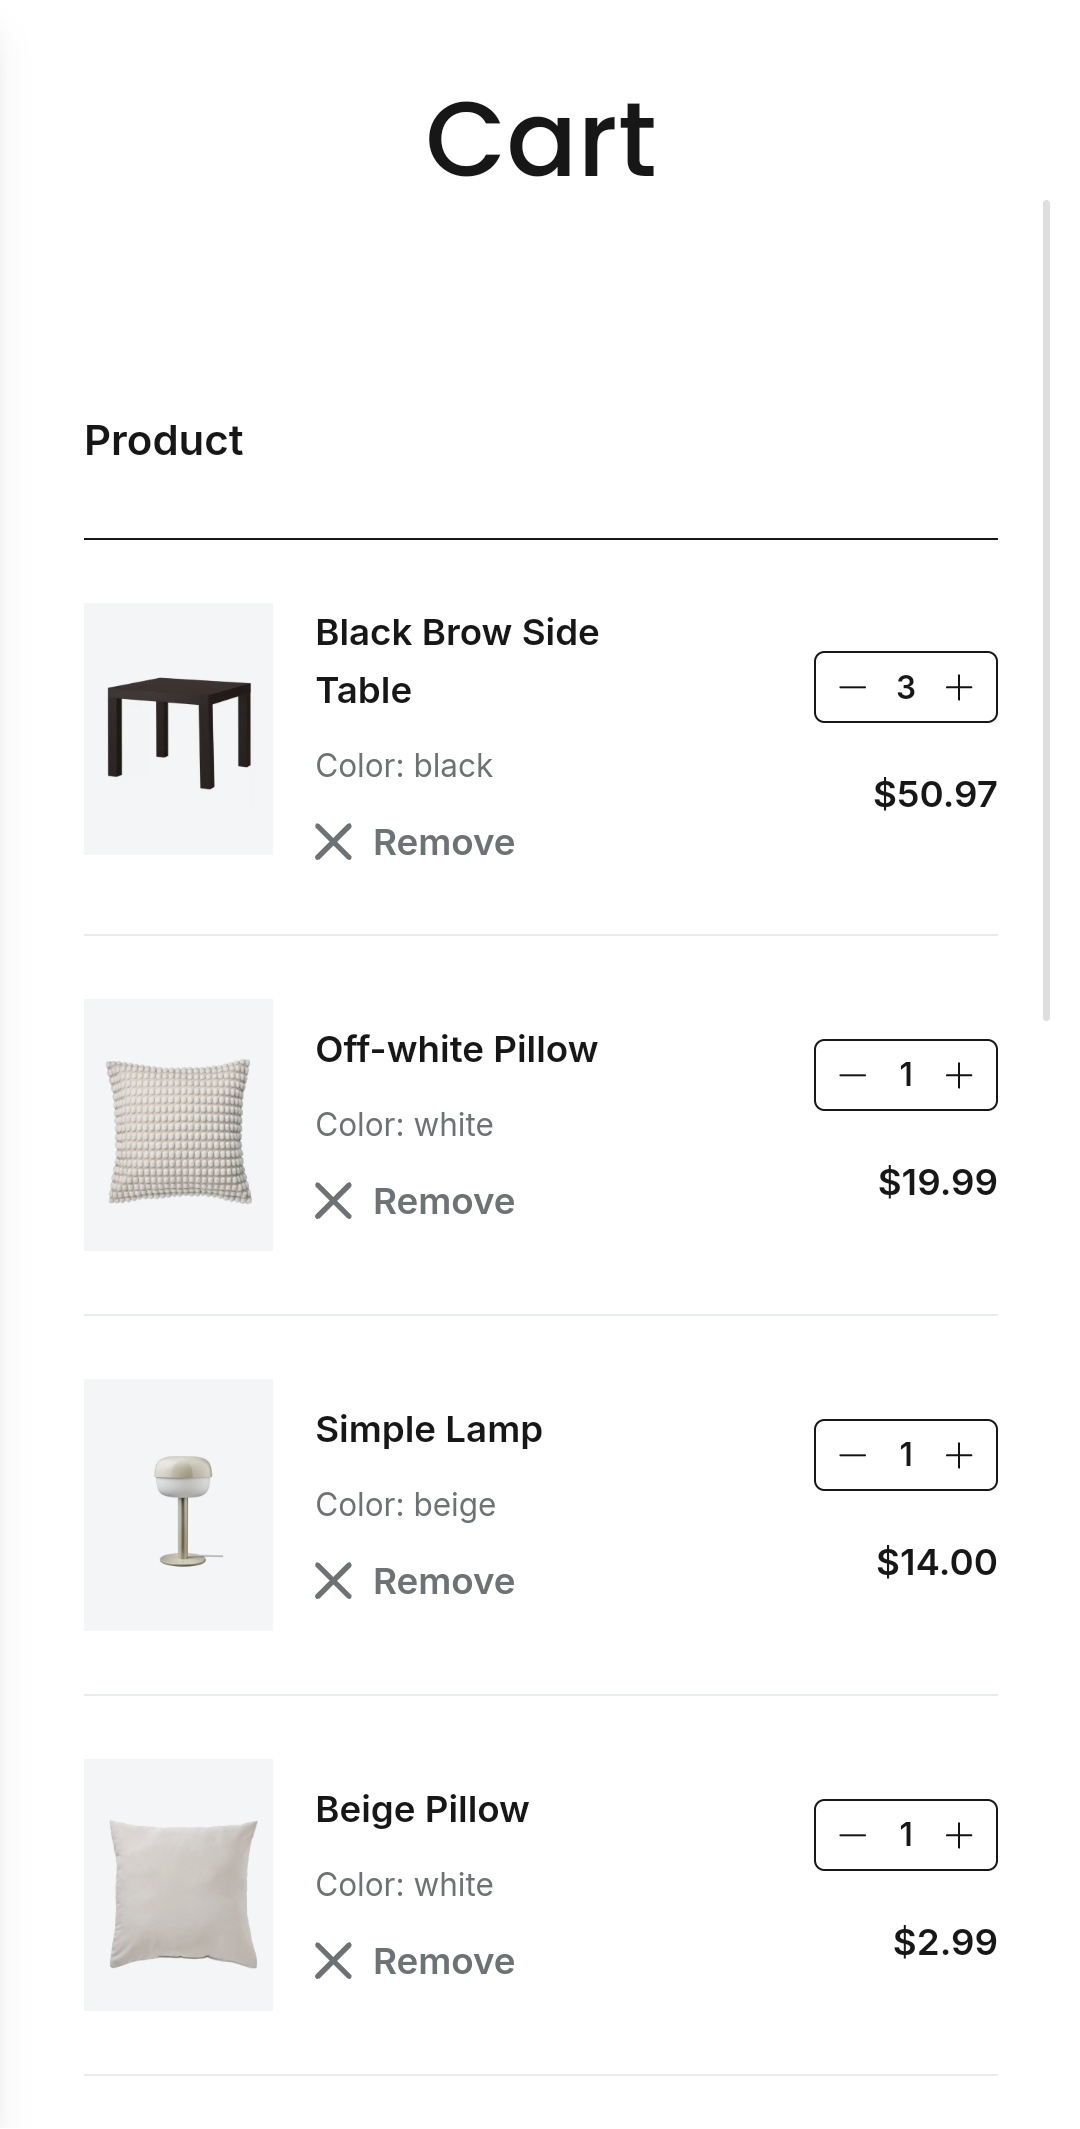 Cart
Product
Black Brow Side
Table
3
Color: black
$50.97
Remove
Off-white Pillow
1
Color: white
$19.99
Remove
Simple Lamp
1
Color: beige
$14.00
Remove
Beige Pillow
1
Color: white
$2.99
Remove